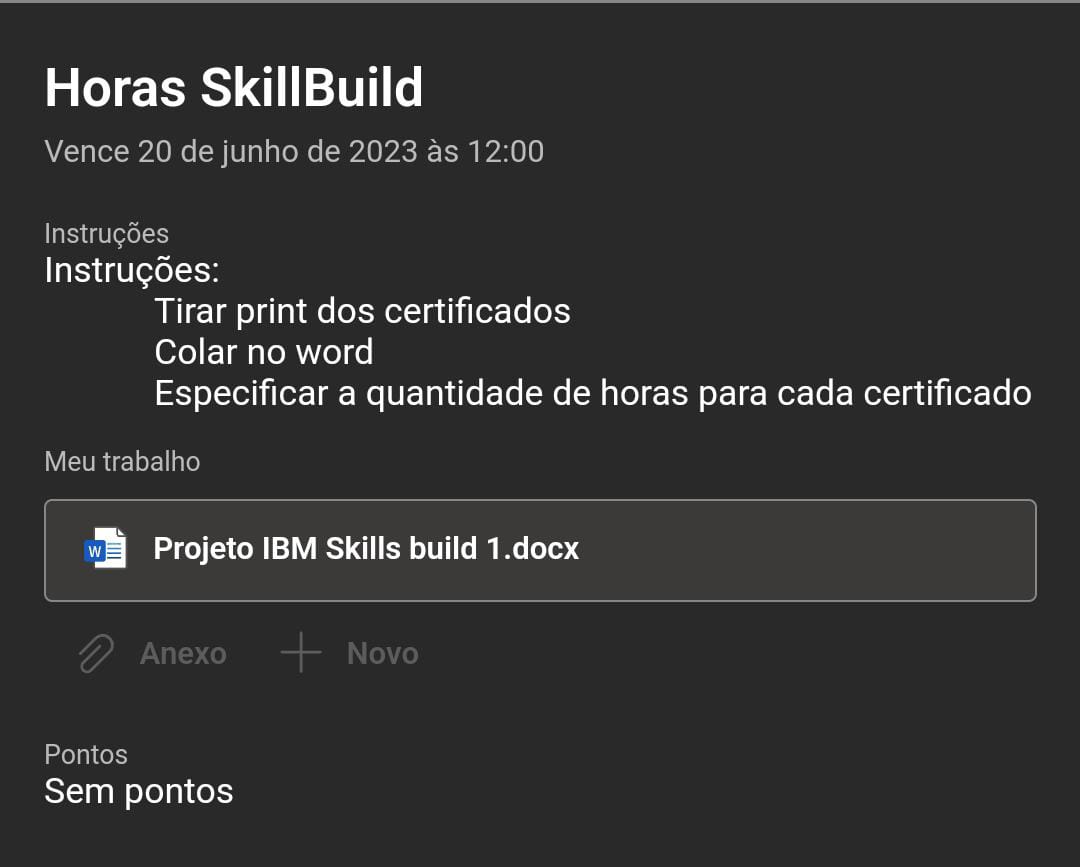 Horas SkillBuild
Vence 20 de junho de 2023 às 12:00
Instruções
Instruções:
Tirar print dos certificados
Colar no word
Especificar a quantidade de horas para cada certificado
Meu trabalho
W Projeto IBM Skills build 1.docx
Anexo Novo
Pontos
Sem pontos